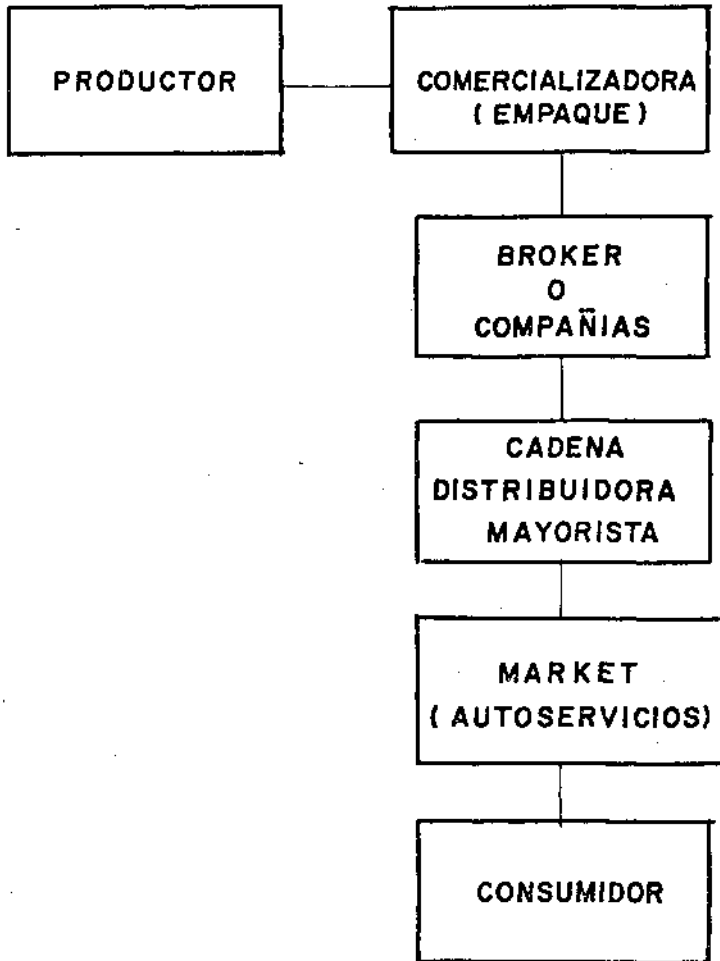 PRODUCTOR
COMERCIALIZADORA
( EMPAQUE )
BROKER
O
COMPAÑIAS
CADENA
DISTRIBUIDORA
MAYORISTA
MARKET
( AUTOSERVICIOS)
CONSUMIDOR